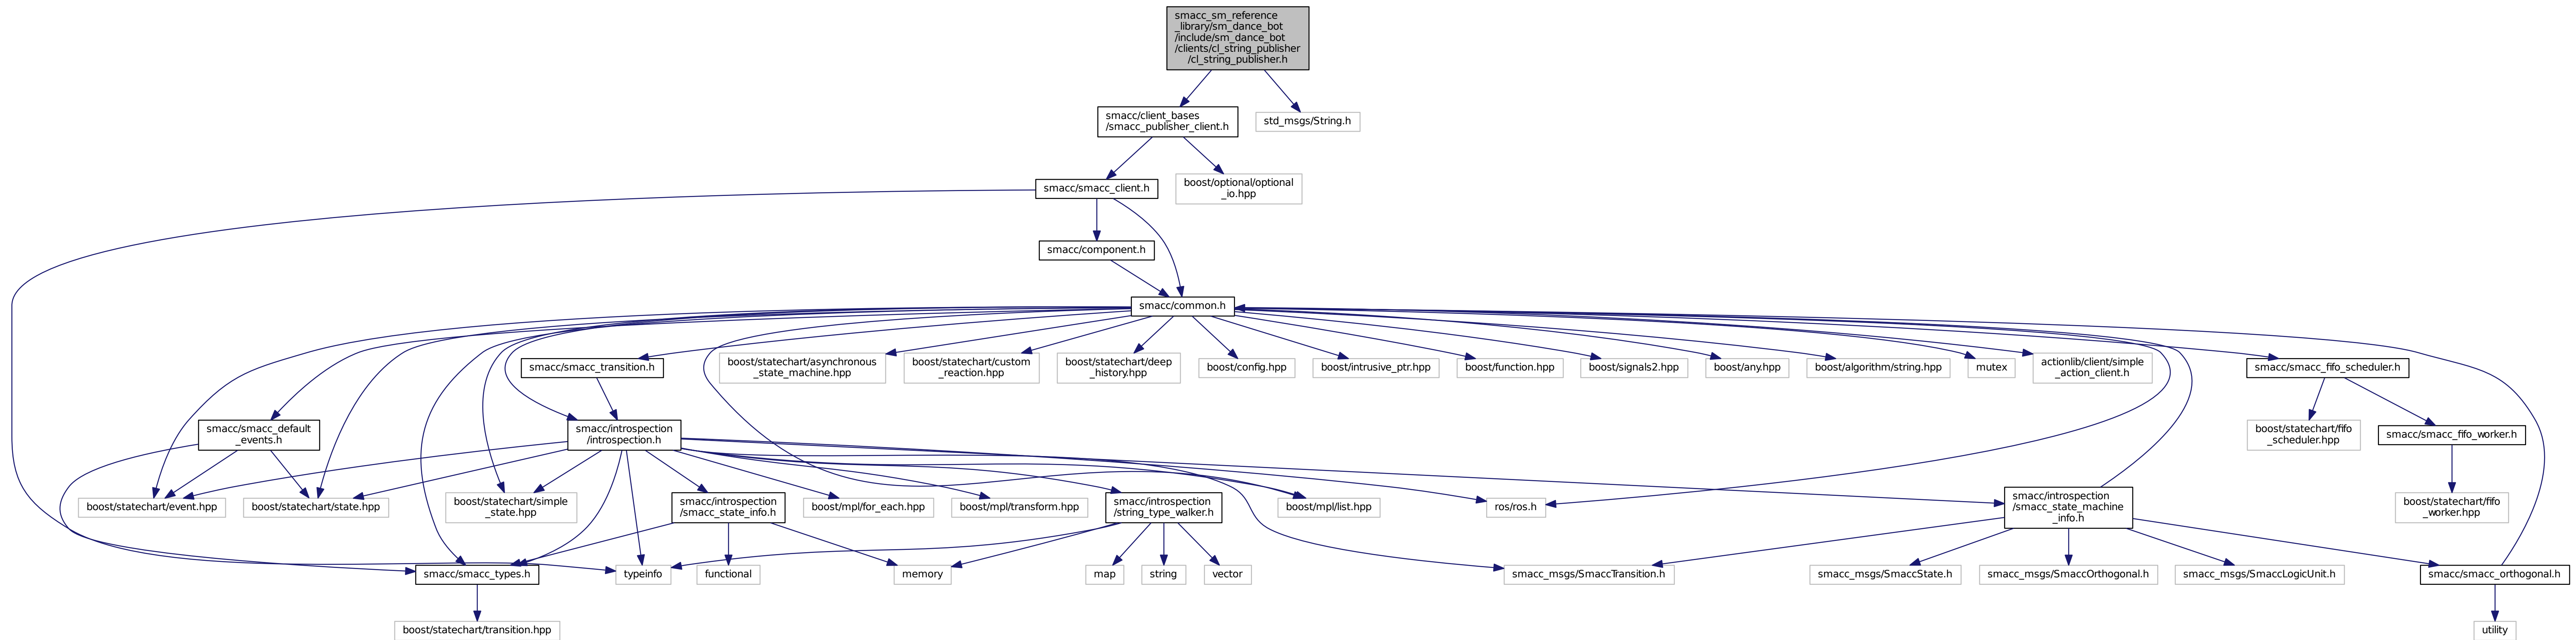 smacc_sm_reference
_library/sm_dance_bot
/include/sm_dance_bot
/clients/cl_string_publisher
/cl_string_publisher.h
smacc/client_bases
/smacc_publisher_client.h
std_msgs/String.h
smacc/smacc_client.h
boost/optional/optional
_io.hpp
smacc/component.h
smacc/common.h
smacc/smacc_transition.h
boost/statechart/asynchronous
_state_machine.hpp
boost/statechart/custom
_reaction.hpp
boost/statechart/deep
_history.hpp
boost/config.hpp
boost/intrusive_ptr.hpp
boost/function.hpp
boost/signals2.hpp
boost/any.hpp
boost/algorithm/string.hpp
mutex
actionlib/client/simple
_action_client.h
smacc/smacc_fifo_scheduler.h
smacc/smacc_default
_events.h
smacc/introspection
/introspection.h
boost/statechart/fifo
_scheduler.hpp
smacc/smacc_fifo_worker.h
boost/statechart/event.hpp
boost/statechart/state.hpp
boost/statechart/simple
_state.hpp
smacc/introspection
/smacc_state_info.h
boost/mpl/for_each.hpp
boost/mpl/transform.hpp
smacc/introspection
/string_type_walker.h
boost/mpl/list.hpp
ros/ros.h
smacc/introspection
/smacc_state_machine
_info.h
boost/statechart/fifo
_worker.hpp
smacc/smacc_types.h
typeinfo
functional
memory
map
string
vector
smacc_msgs/SmaccTransition.h
smacc_msgs/SmaccState.h
smacc_msgs/SmaccOrthogonal.h
smacc_msgs/SmaccLogicUnit.h
smacc/smacc_orthogonal.h
boost/statechart/transition.hpp
utility